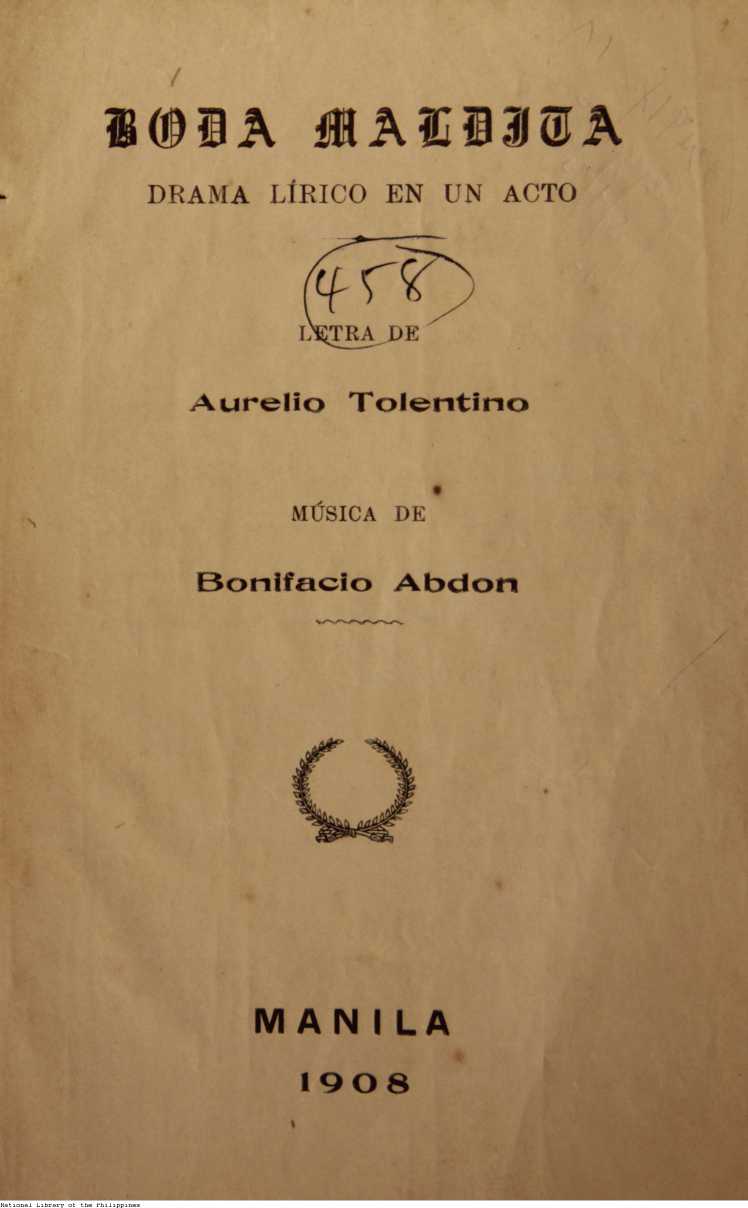 BODA MALDITA
DRAMA LÍRICO EN UN ACTO
458
LETRA DE
Aurelio Tolentino
MÚSICA DE
Bonifacio Abdon
MANILA
1908
National Library of the Philippines